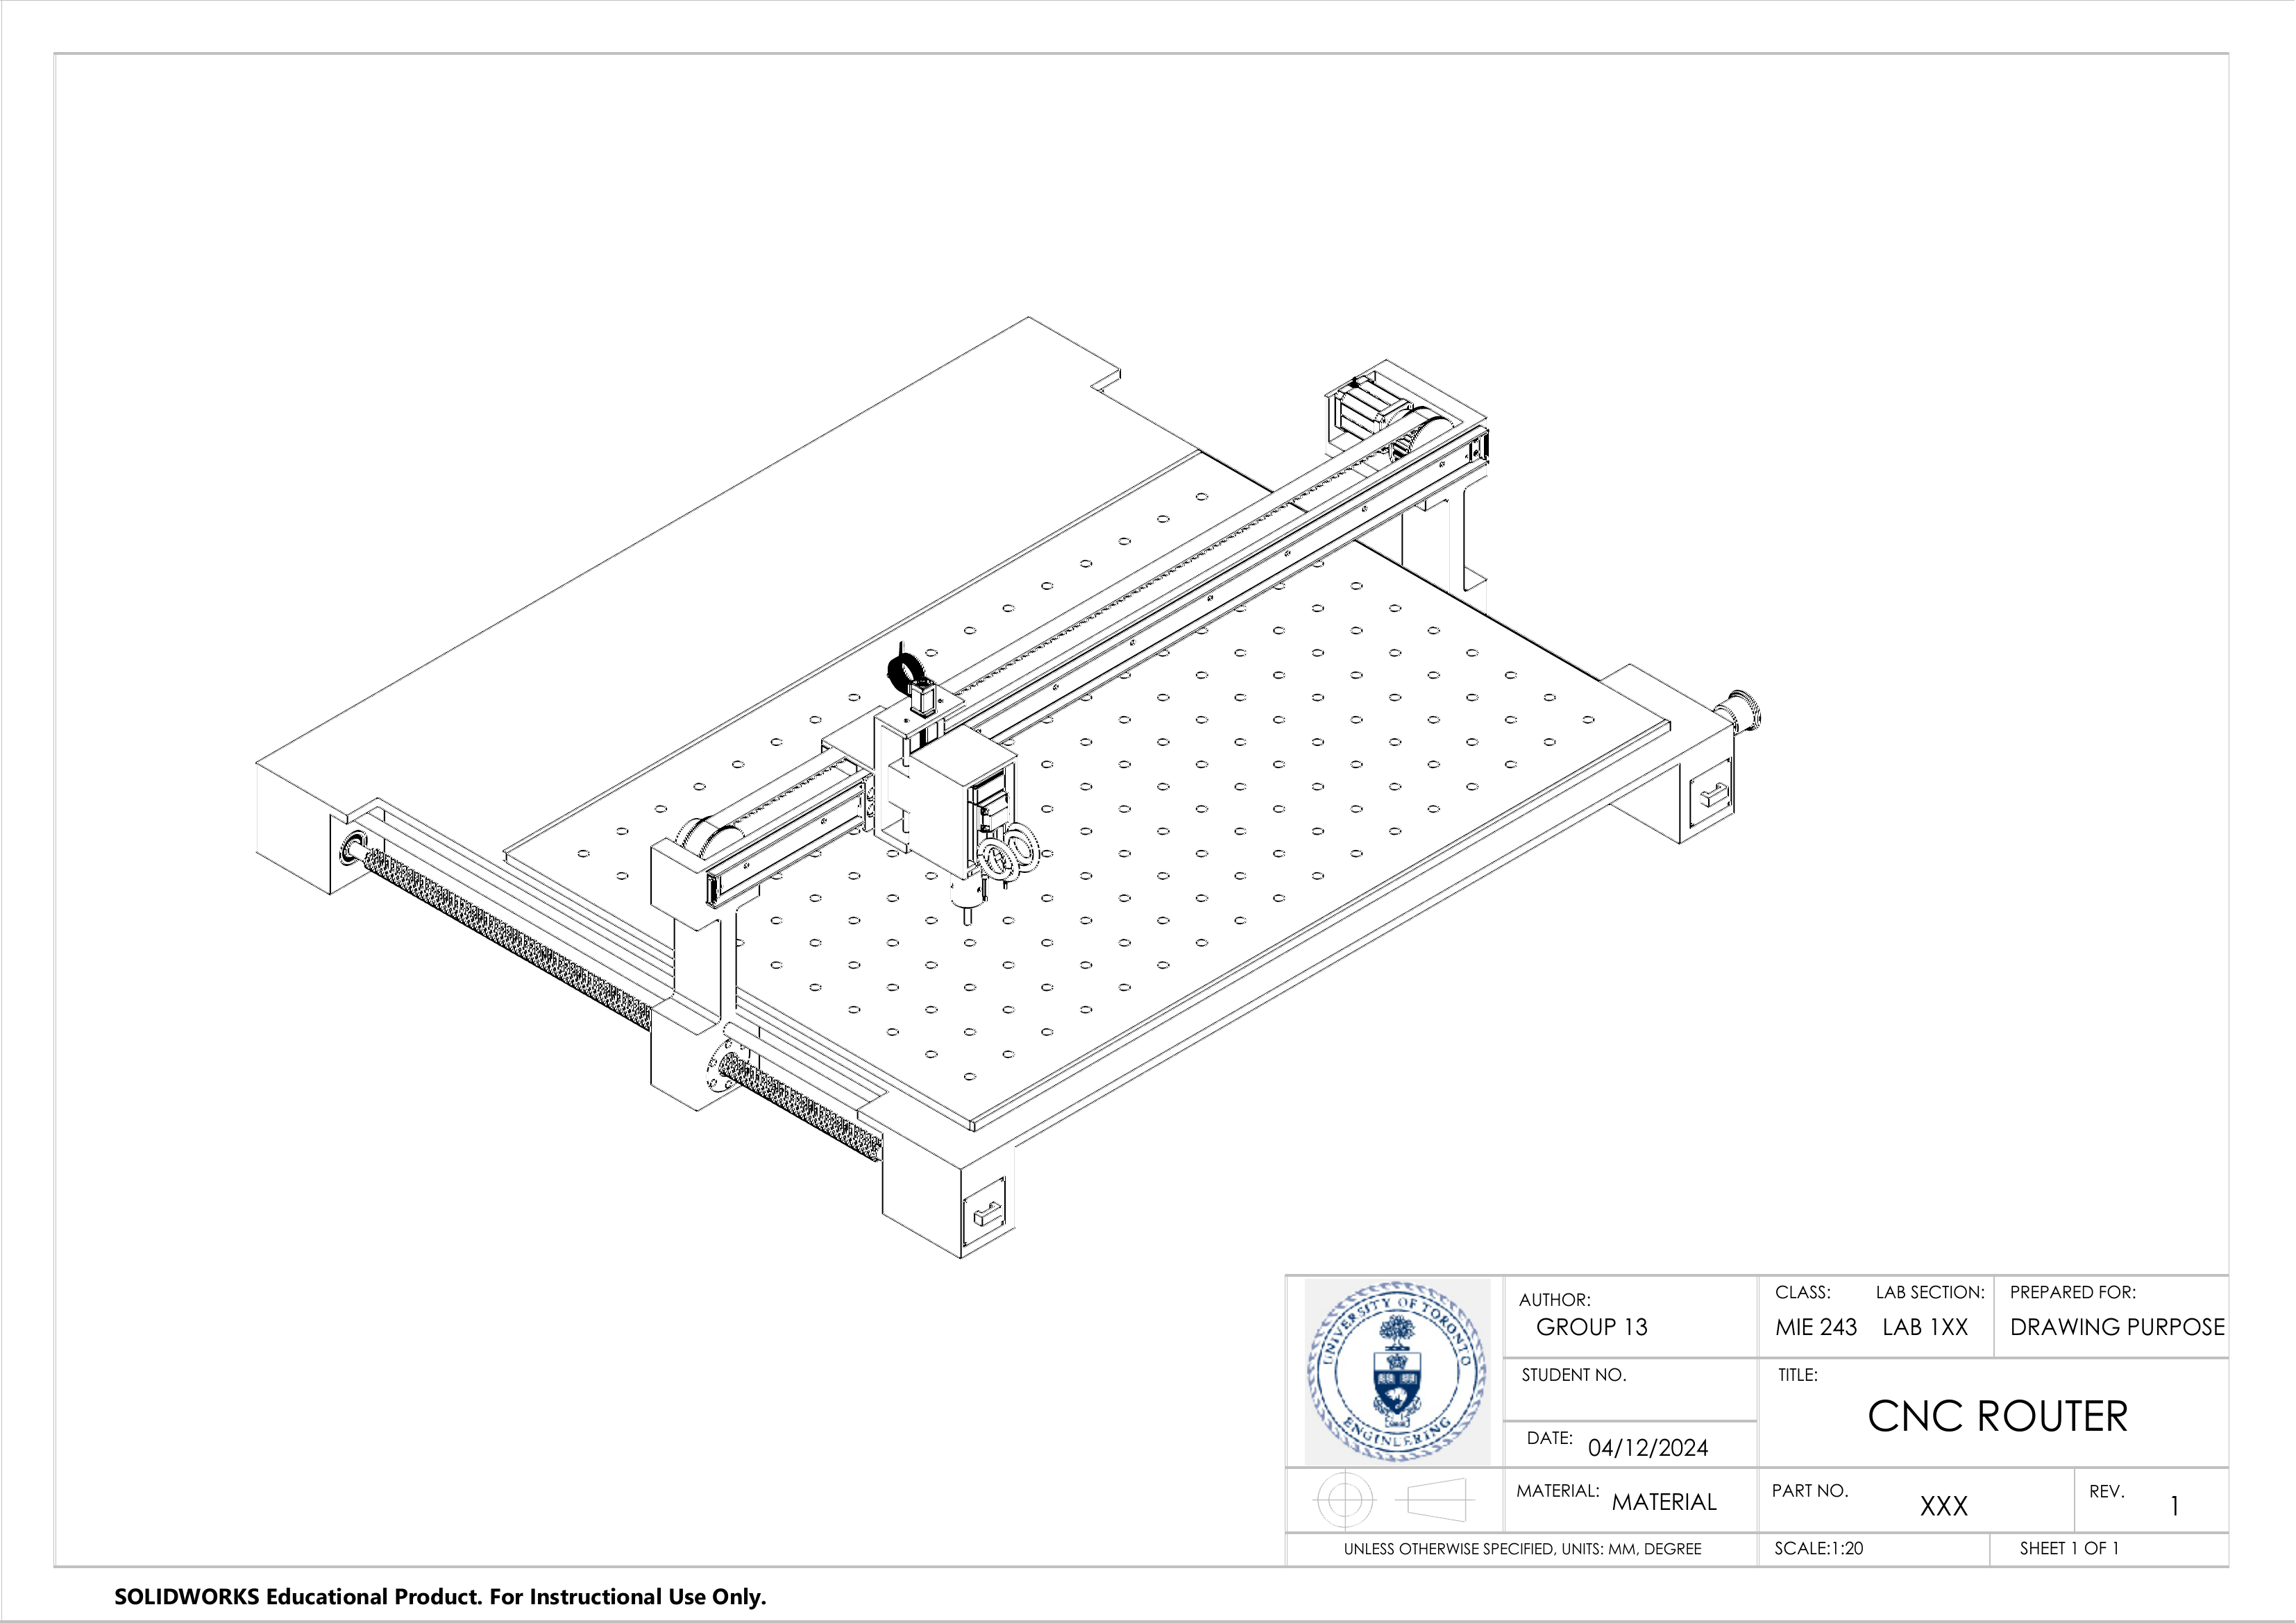 UNIVERSITY OF TORONTO
ENGINEERING
AUTHOR:
GROUP 13
CLASS:
MIE 243
LAB SECTION:
LAB 1XX
PREPARED FOR:
DRAWING PURPOSE
STUDENT NO.
TITLE:
CNC ROUTER
DATE: 04/12/2024
MATERIAL: MATERIAL
PART NO.
XXX
REV.
1
UNLESS OTHERWISE SPECIFIED, UNITS: MM, DEGREE
SCALE:1:20
SHEET 1 OF 1
SOLIDWORKS Educational Product. For Instructional Use Only.